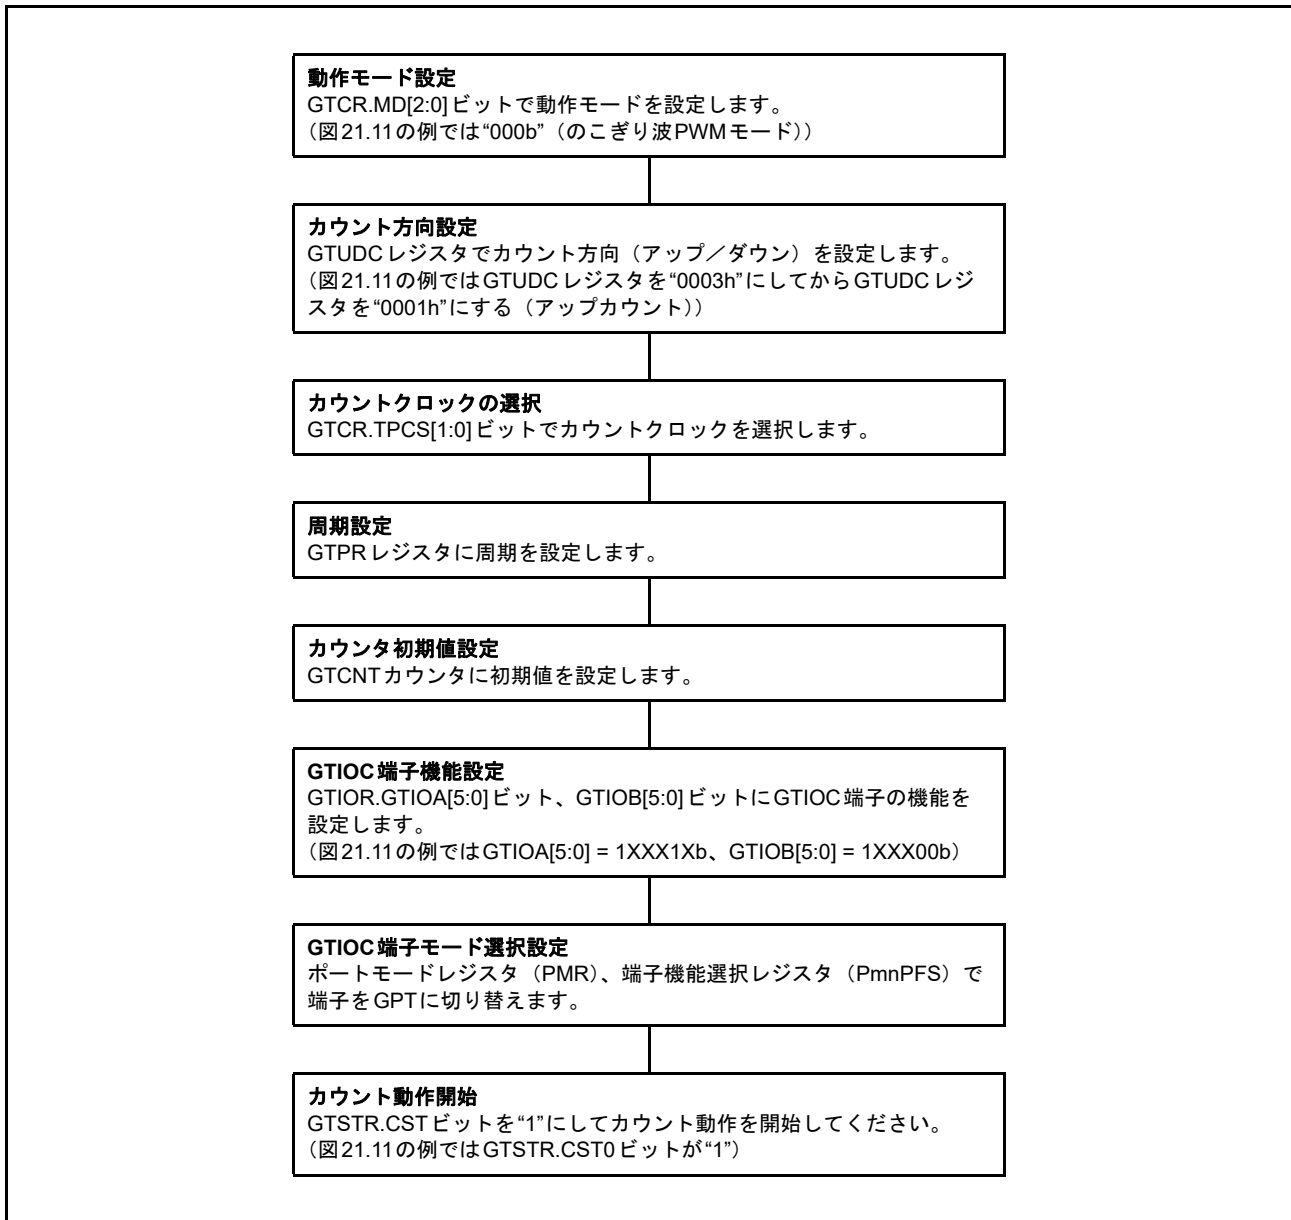 動作モード設定
GTCR.MD[2:0]ビットで動作モードを設定します。
（図21.11の例では“000b”（のこぎり波PWMモード））
カウント方向設定
GTUDCレジスタでカウント方向（アップ／ダウン）を設定します。
（図21.11の例ではGTUDCレジスタを“0003h”にしてからGTUDCレジ
スタを“0001h”にする（アップカウント））
カウントクロックの選択
GTCR.TPCS[1:0]ビットでカウントクロックを選択します。
周期設定
GTPRレジスタに周期を設定します。
カウンタ初期値設定
GTCNTカウンタに初期値を設定します。
GTIOC端子機能設定
GTIOR.GTIOA[5:0]ビット、GTIOB[5:0]ビットにGTIOC端子の機能を
設定します。
（図21.11の例ではGTIOA[5:0] = 1XXX1Xb、GTIOB[5:0] = 1XXX00b）
GTIOC端子モード選択設定
ポートモードレジスタ（PMR）、端子機能選択レジスタ（PmnPFS）で
端子をGPTに切り替えます。
カウント動作開始
GTSTR.CSTビットを“1”にしてカウント動作を開始してください。
（図21.11の例ではGTSTR.CST0ビットが“1”）